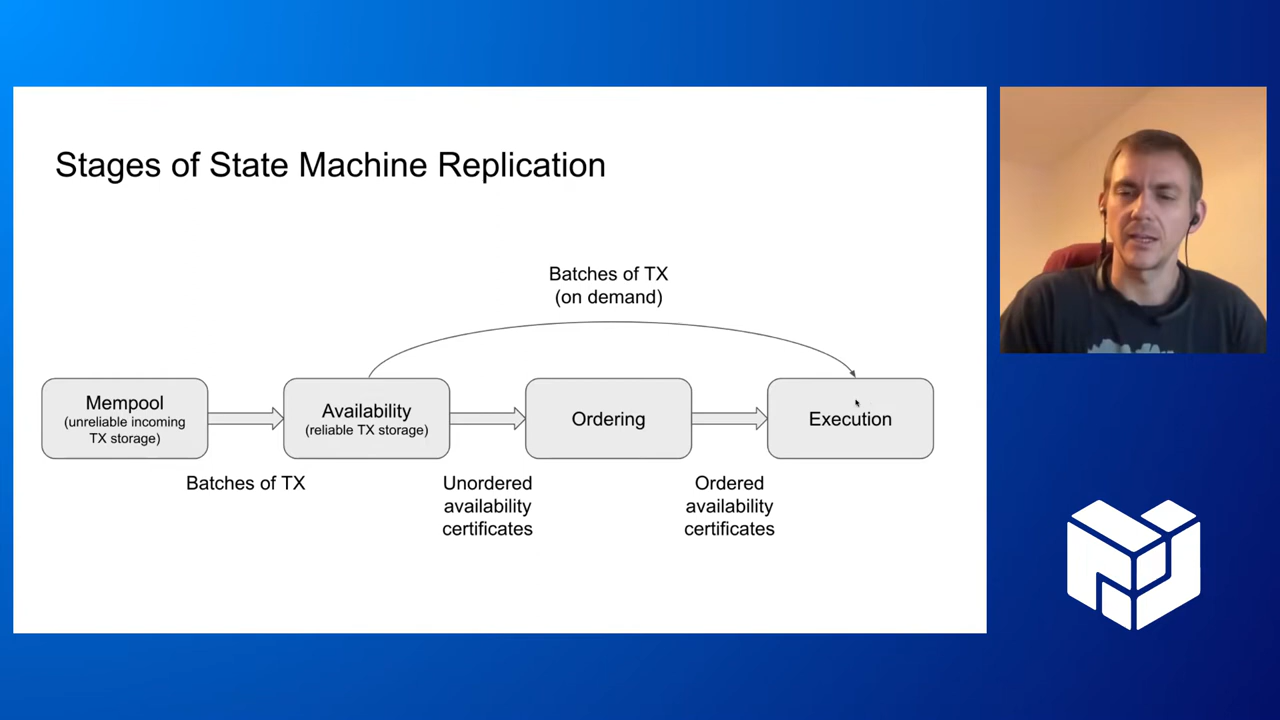 Stages of State Machine Replication
Batches of TX
(on demand)
Mempool
(unreliable incoming
TX storage)
Availability
(reliable TX storage)
Ordering
Execution
Batches of TX
Unordered
availability
certificates
Ordered
availability
certificates